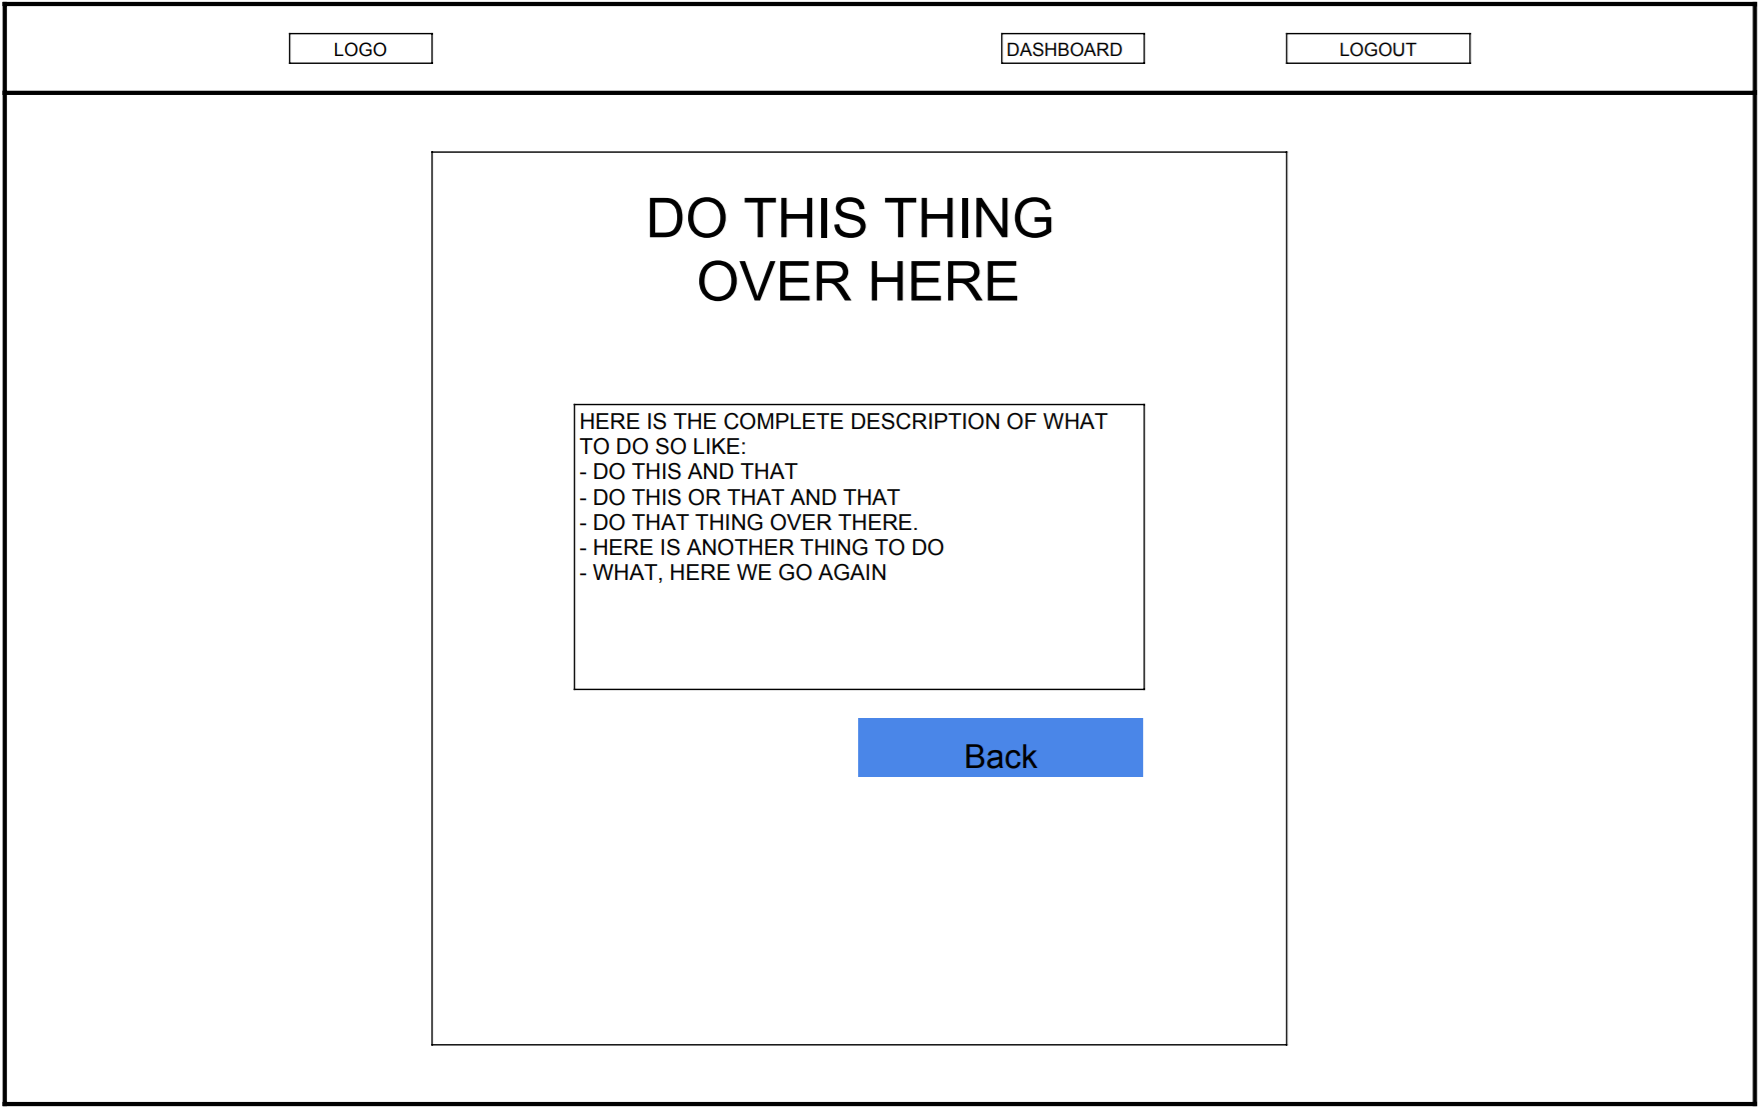 LOGO
DASHBOARD
LOGOUT
DO THIS THING
OVER HERE
HERE IS THE COMPLETE DESCRIPTION OF WHAT
TO DO SO LIKE:
- DO THIS AND THAT
- DO THIS OR THAT AND THAT
- DO THAT THING OVER THERE.
- HERE IS ANOTHER THING TO DO
- WHAT, HERE WE GO AGAIN
Back